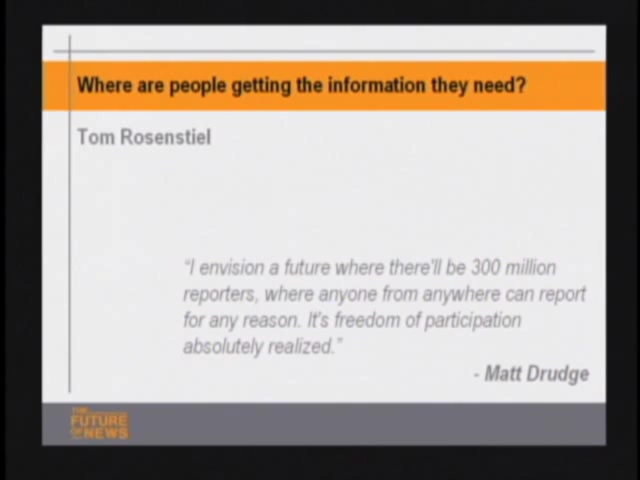 Where are people getting the information they need?
Tom Rosenstiel
"I envision a future where there'll be 300 million
reporters, where anyone from anywhere can report
for any reason. It's freedom of participation
absolutely realized."
- Matt Drudge
THE
FUTURE
OF NEWS